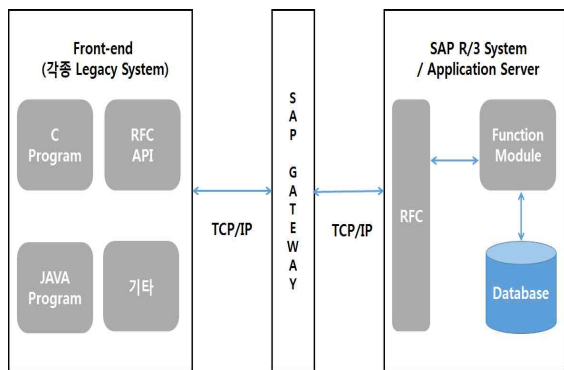 Front-end
(각종 Legacy System)
C
Program
RFC
API
JAVA
Program
기타
TCP/IP
S
A
P
G
A
T
E
W
A
Y
TCP/IP
SAP R/3 System
/ Application Server
RFC
Function
Module
Database